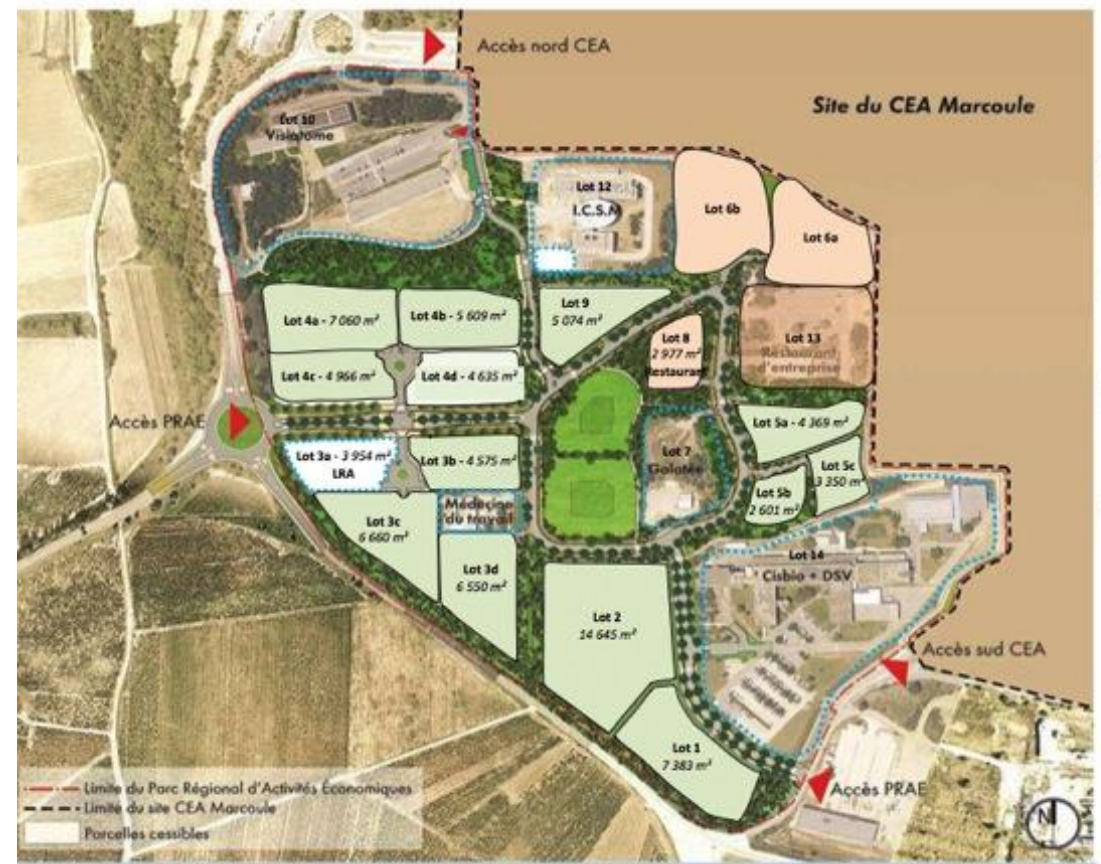 Accès nord CEA
Site du CEA Marcoule
Lot 10
Visiatome
Lot 12
I.C.S.M
Lot 6b
Lot 6a
Lot 4a - 7 060 m²
Lot 4b - 5 609 m²
Lot 9
5 074 m²
Lot 8
2 977 m²
Restaurant
Lot 13
Restaurant
d'entreprise
Lot 4c - 4 966 m²
Lot 4d - 4 635 m²
Accès PRAE
Lot 5a - 4 369 m²
Lot 3a - 3 954 m²
LRA
Lot 3b - 4 575 m²
Lot 7
Galatée
Lot 5c
3 350 m²
Lot 5b
2 601 m²
Médecine
du travail
Lot 3c
6 660 m²
Lot 3d
6 550 m²
Lot 14
Cisbio + DSV
Lot 2
14 645 m²
Accès sud CEA
Lot 1
7 383 m²
Accès PRAE
Limite du Parc Régional d'Activités Économiques
Limite du site CEA Marcoule
Parcelles cessibles
N